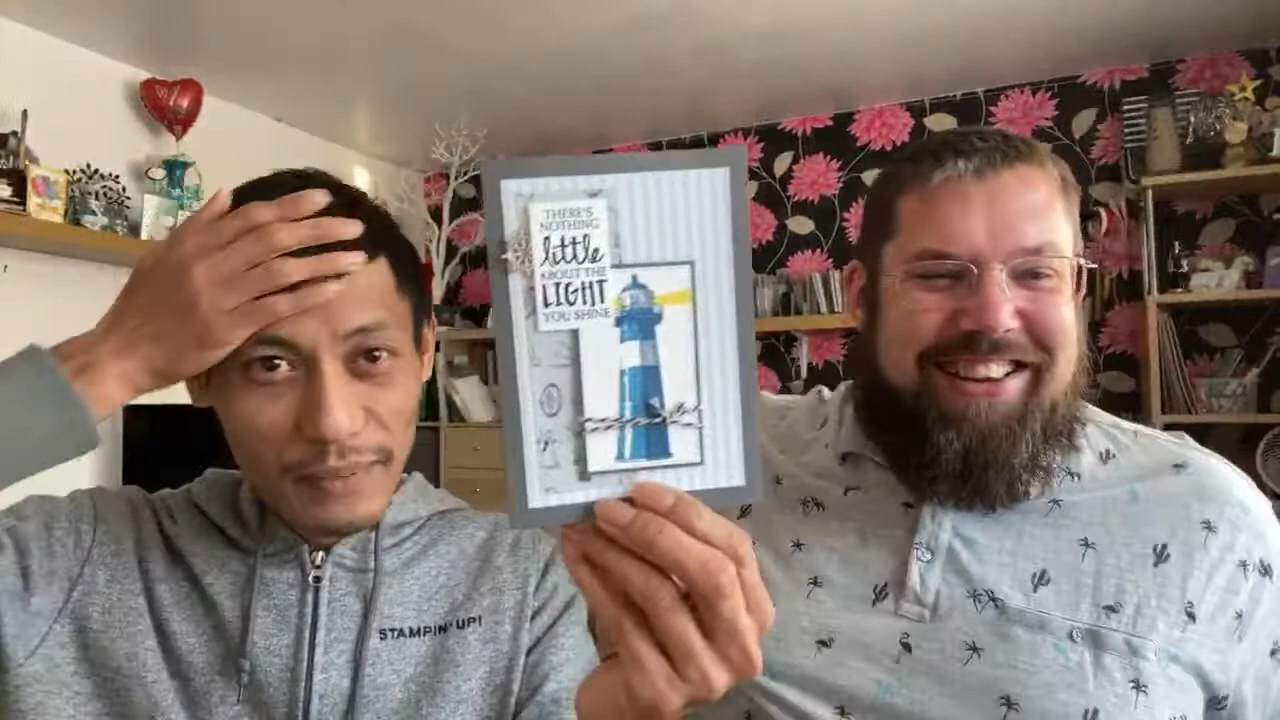 THERE'S
NOTHING
little
ABOUT THE
LIGHT
YOU SHINE
STAMPIN' UP!